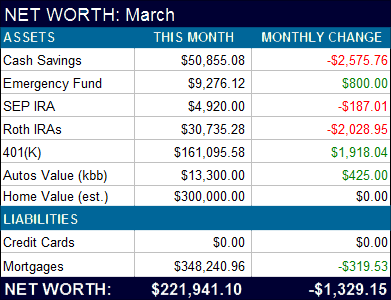 NET WORTH: March
ASSETS THIS MONTH MONTHLY CHANGE
Cash Savings $50,855.08 -$2,575.76
Emergency Fund $9,276.12 $800.00
SEP IRA $4,920.00 -$187.01
Roth IRAs $30,735.28 -$2,028.95
401(K) $161,095.58 $1,918.04
Autos Value (kbb) $13,300.00 $425.00
Home Value (est.) $300,000.00 $0.00
LIABILITIES
Credit Cards $0.00 $0.00
Mortgages $348,240.96 -$319.53
NET WORTH: $221,941.10 -$1,329.15